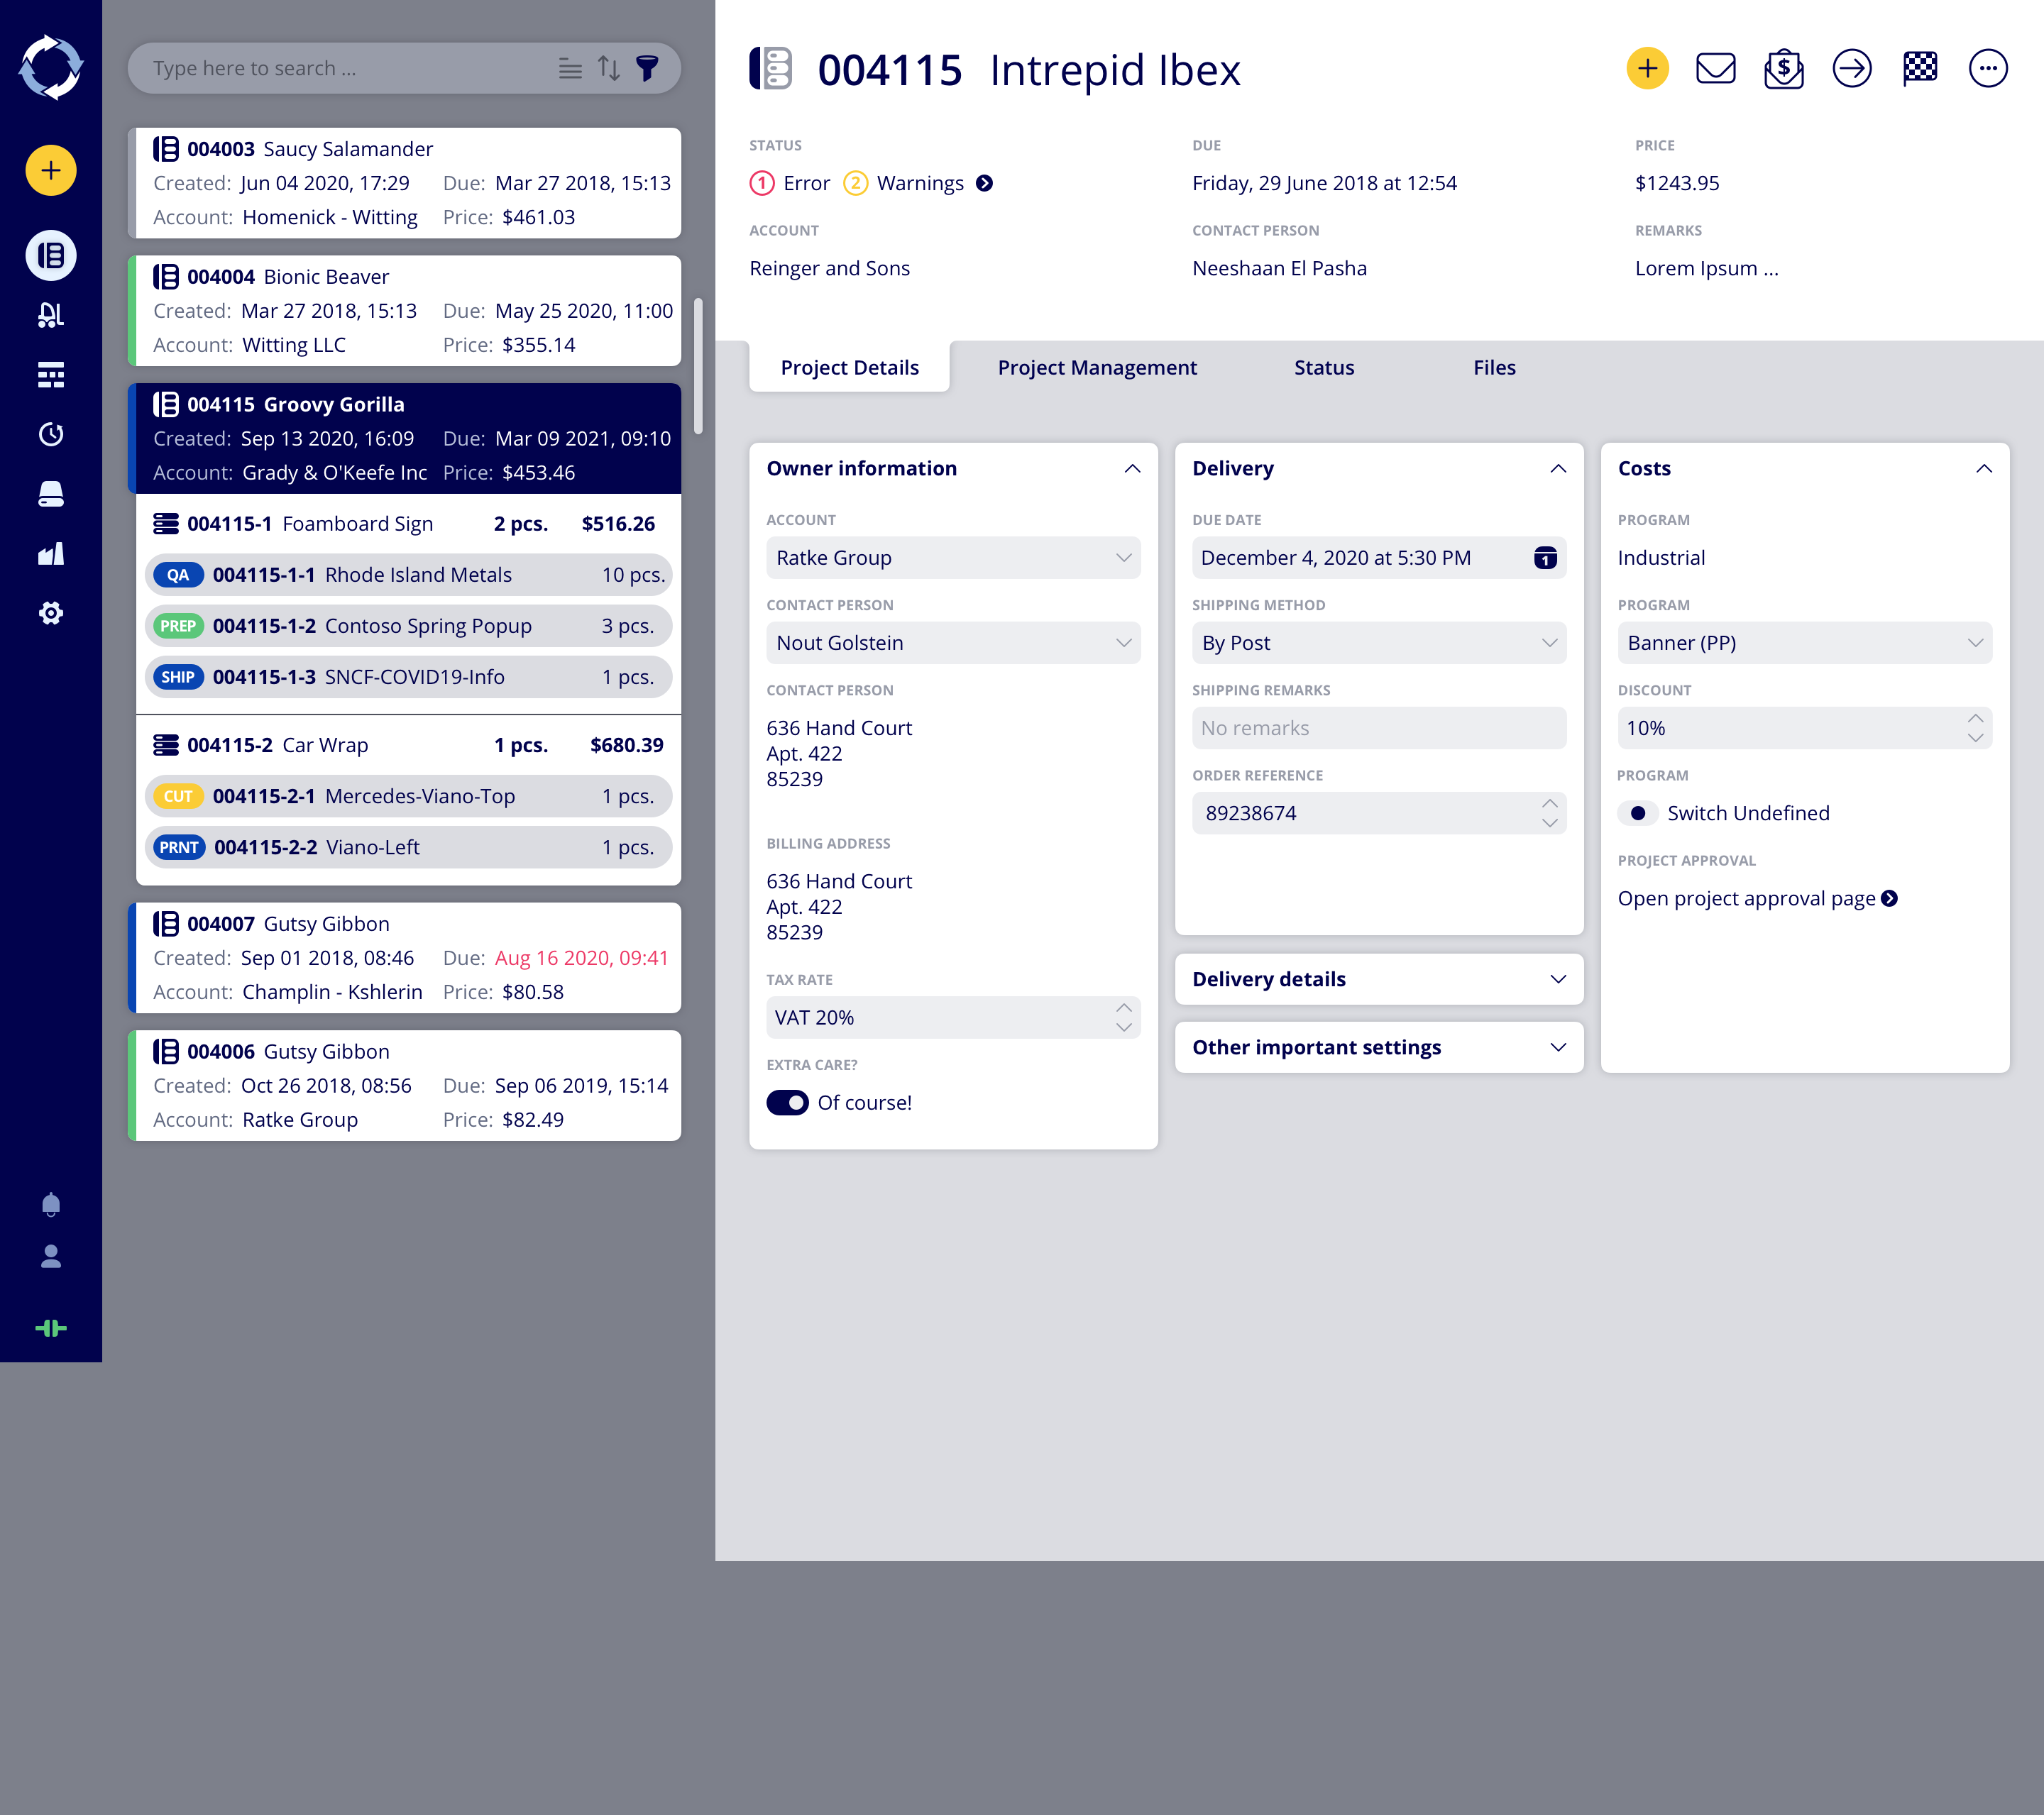 Type here to search ...
004003 Saucy Salamander
Created: Jun 04 2020, 17:29 Due: Mar 27 2018, 15:13
Account: Homenick - Witting Price: $461.03
004004 Bionic Beaver
Created: Mar 27 2018, 15:13 Due: May 25 2020, 11:00
Account: Witting LLC Price: $355.14
004115 Groovy Gorilla
Created: Sep 13 2020, 16:09 Due: Mar 09 2021, 09:10
Account: Grady & O'Keefe Inc Price: $453.46
004115-1 Foamboard Sign 2 pcs. $516.26
QA 004115-1-1 Rhode Island Metals 10 pcs.
PREP 004115-1-2 Contoso Spring Popup 3 pcs.
SHIP 004115-1-3 SNCF-COVID19-Info 1 pcs.
004115-2 Car Wrap 1 pcs. $680.39
CUT 004115-2-1 Mercedes-Viano-Top 1 pcs.
PRNT 004115-2-2 Viano-Left 1 pcs.
004007 Gutsy Gibbon
Created: Sep 01 2018, 08:46 Due: Aug 16 2020, 09:41
Account: Champlin - Kshlerin Price: $80.58
004006 Gutsy Gibbon
Created: Oct 26 2018, 08:56 Due: Sep 06 2019, 15:14
Account: Ratke Group Price: $82.49
004115 Intrepid Ibex
$
STATUS
1 Error 2 Warnings
DUE
Friday, 29 June 2018 at 12:54
PRICE
$1243.95
ACCOUNT
Reinger and Sons
CONTACT PERSON
Neeshaan El Pasha
REMARKS
Lorem Ipsum ...
Project Details Project Management Status Files
Owner information
ACCOUNT
Ratke Group
CONTACT PERSON
Nout Golstein
CONTACT PERSON
636 Hand Court
Apt. 422
85239
BILLING ADDRESS
636 Hand Court
Apt. 422
85239
TAX RATE
VAT 20%
EXTRA CARE?
Of course!
Delivery
DUE DATE
December 4, 2020 at 5:30 PM 1
SHIPPING METHOD
By Post
SHIPPING REMARKS
No remarks
ORDER REFERENCE
89238674
Delivery details
Other important settings
Costs
PROGRAM
Industrial
PROGRAM
Banner (PP)
DISCOUNT
10%
PROGRAM
Switch Undefined
PROJECT APPROVAL
Open project approval page